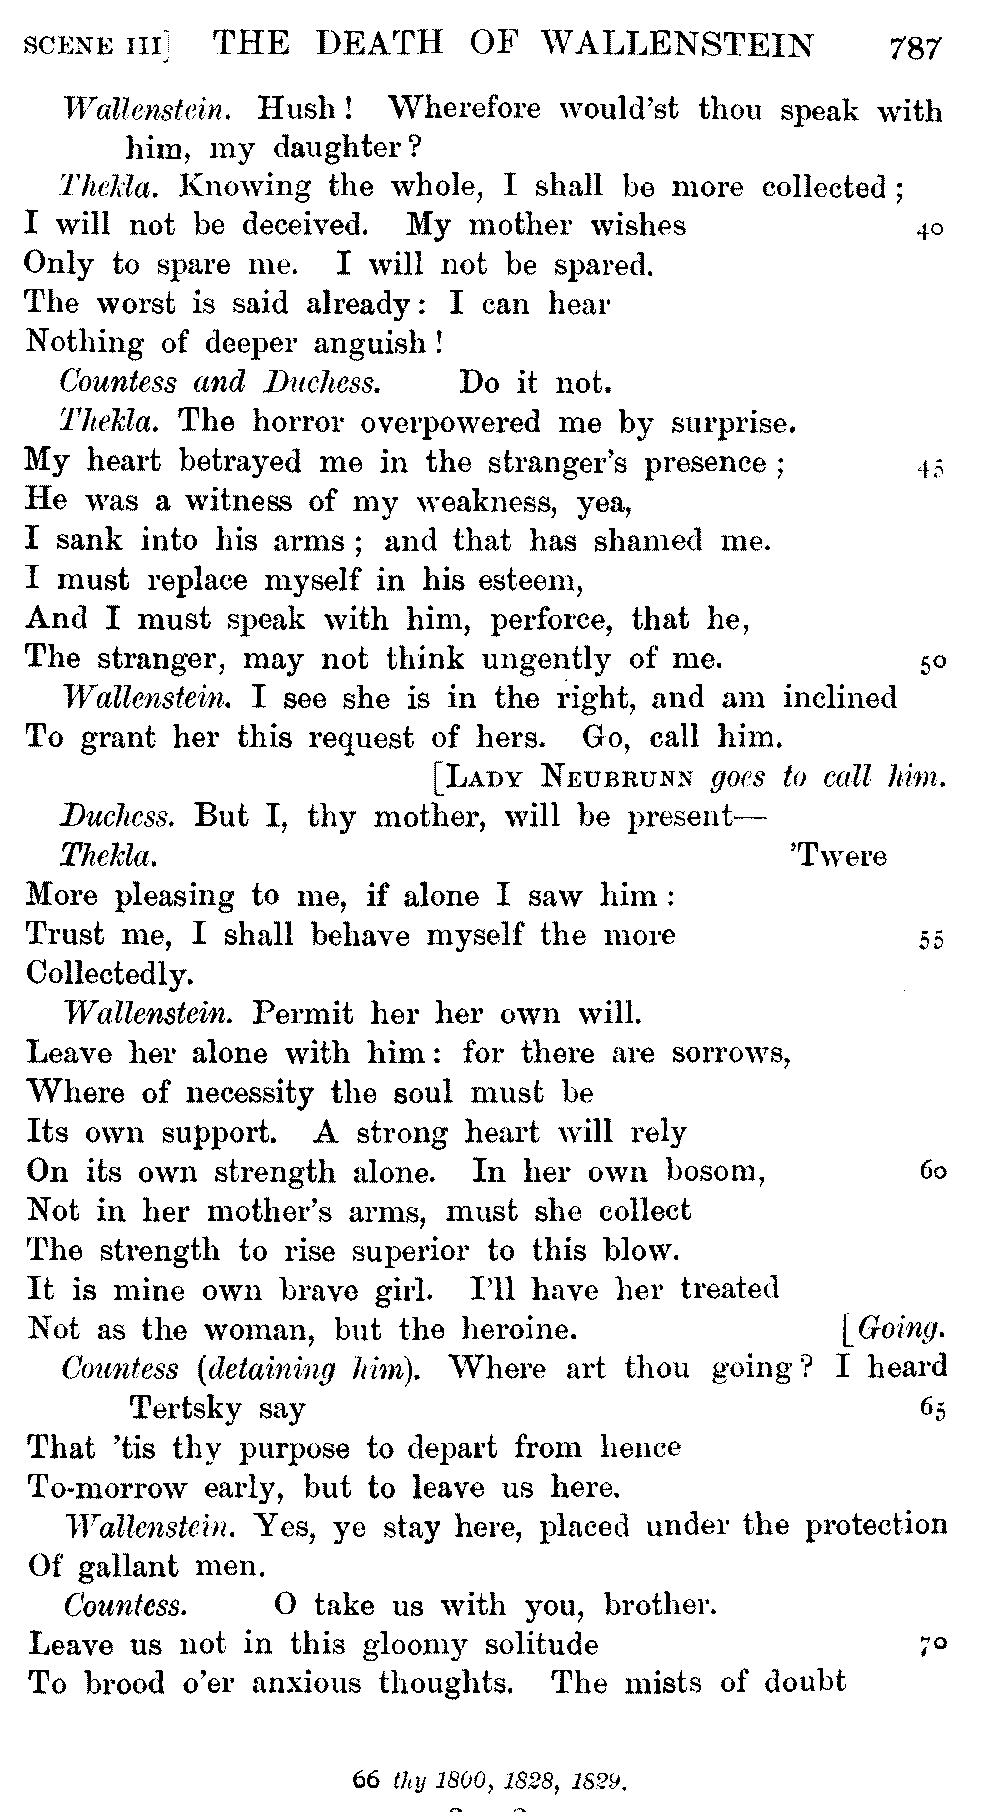 SCENE III] THE DEATH OF WALLENSTEIN 787
Wallenstein. Hush! Wherefore would'st thou speak with
him, my daughter?
Thekla. Knowing the whole, I shall be more collected;
I will not be deceived. My mother wishes 40
Only to spare me. I will not be spared.
The worst is said already: I can hear
Nothing of deeper anguish!
Countess and Duchess. Do it not.
Thekla. The horror overpowered me by surprise.
My heart betrayed me in the stranger's presence; 45
He was a witness of my weakness, yea,
I sank into his arms; and that has shamed me.
I must replace myself in his esteem,
And I must speak with him, perforce, that he,
The stranger, may not think ungently of me. 50
Wallenstein. I see she is in the right, and am inclined
To grant her this request of hers. Go, call him.
[LADY NEUBRUNN goes to call him.
Duchess. But I, thy mother, will be present—
Thekla. 'Twere
More pleasing to me, if alone I saw him:
Trust me, I shall behave myself the more 55
Collectedly.
Wallenstein. Permit her her own will.
Leave her alone with him: for there are sorrows,
Where of necessity the soul must be
Its own support. A strong heart will rely
On its own strength alone. In her own bosom, 60
Not in her mother's arms, must she collect
The strength to rise superior to this blow.
It is mine own brave girl. I'll have her treated
Not as the woman, but the heroine. [Going.
Countess (detaining him). Where art thou going? I heard
Tertsky say 65
That 'tis thy purpose to depart from hence
To-morrow early, but to leave us here.
Wallenstein. Yes, ye stay here, placed under the protection
Of gallant men.
Countess. O take us with you, brother.
Leave us not in this gloomy solitude 70
To brood o'er anxious thoughts. The mists of doubt
66 thy 1800, 1828, 1829.